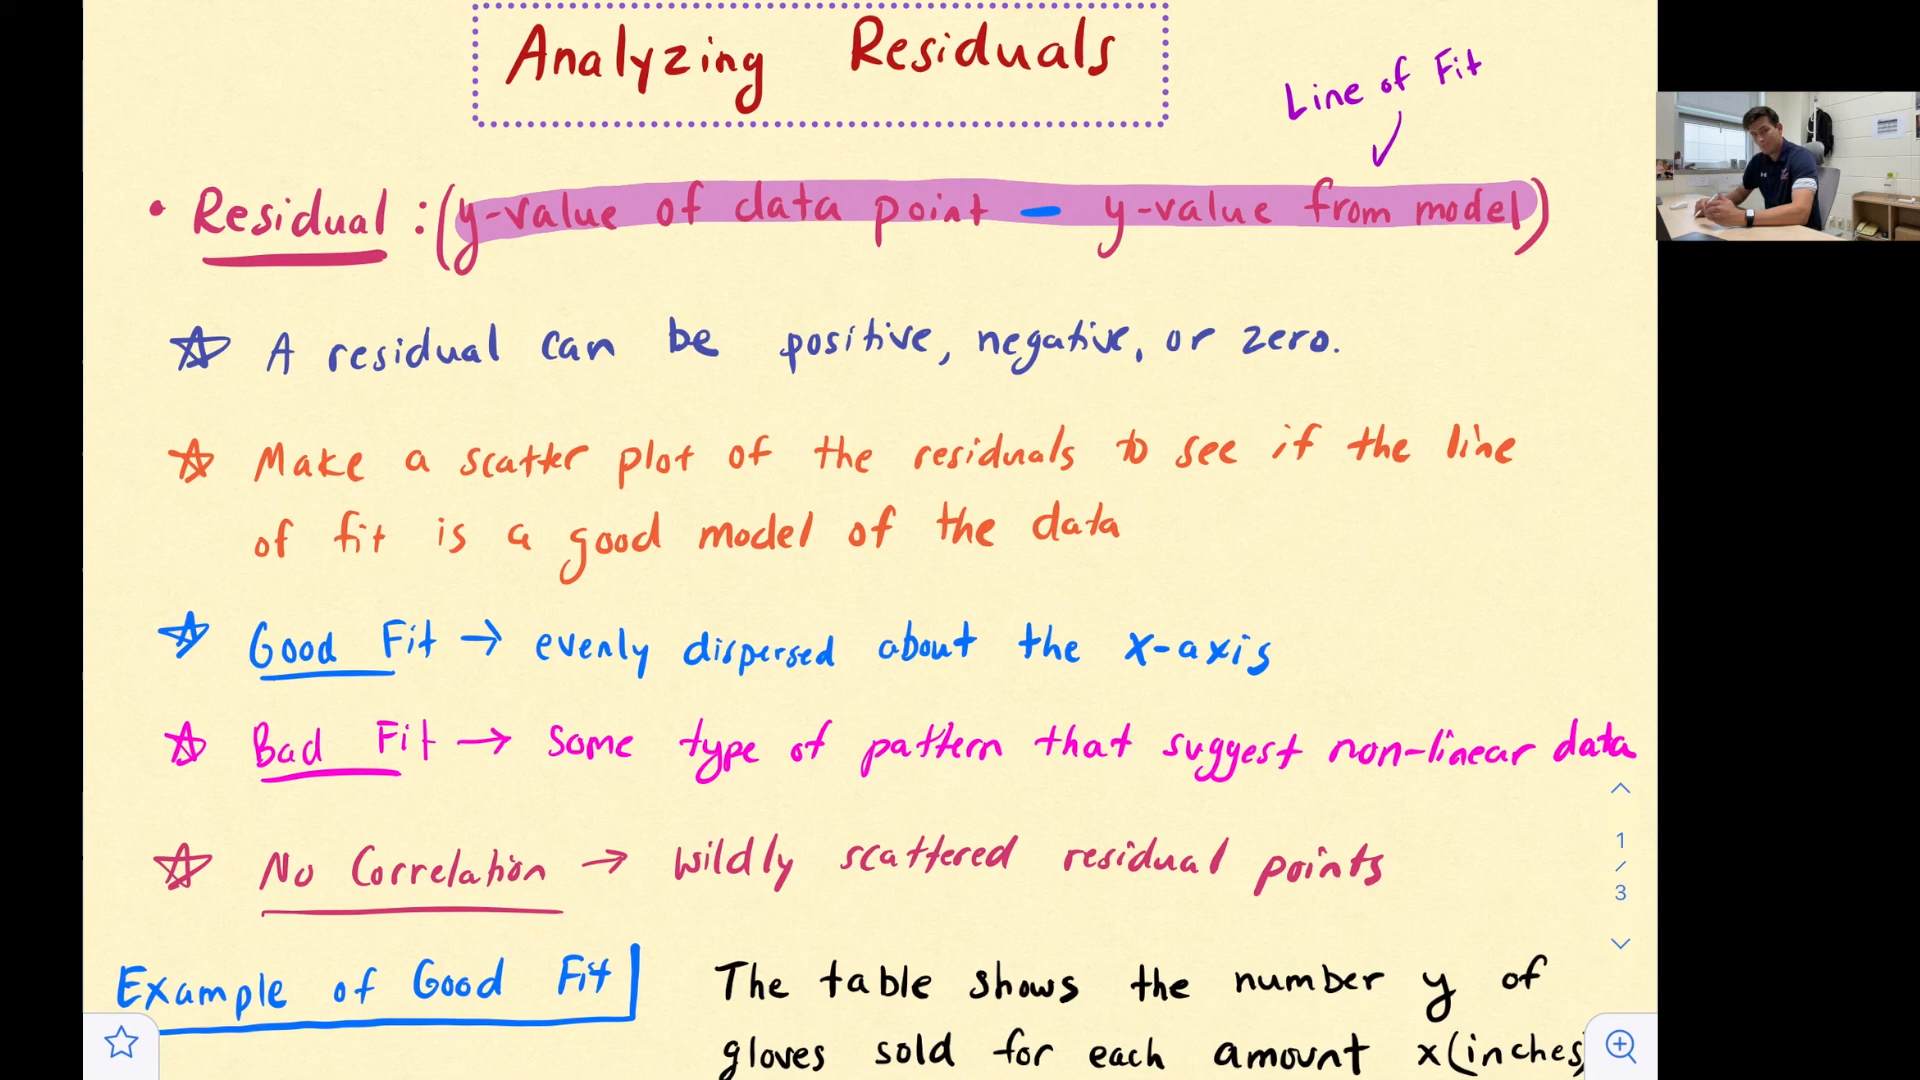 Analyzing Residuals
Line of Fit
• Residual : (y-value of data point - y-value from model)
A residual can be positive, negative, or zero.
Make a scatter plot of the residuals to see if the line
of fit is a good model of the data
Good Fit → evenly dispersed about the x-axis
Bad Fit → some type of pattern that suggest non-linear data
No Correlation → wildly scattered residual points
1
/
3
Example of Good Fit
The table shows the number y of
gloves sold for each amount x (inches)